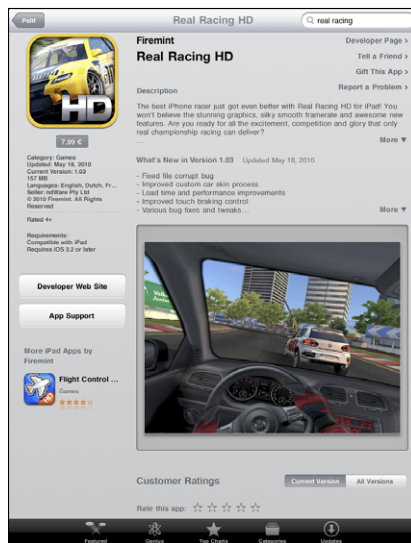 Petit
Real Racing HD
real racing
Firemint
Real Racing HD
Developer Page >
Tell a Friend >
Gift This App >
Report a Problem >
HD
7,99 €
Category: Games
Updated: May 18, 2010
Current Version: 1.03
157 MB
Languages: English, Dutch, Fr...
Seller: ndWare Pty Ltd
© 2010 Firemint. All Rights
Reserved
Rated 4+
Requirements:
Compatible with iPad
Requires iOS 3.2 or later
Description
The best iPhone racer just got even better with Real Racing HD for iPad! You
won't believe the stunning graphics, silky smooth framerate and awesome new
features. Are you ready for all the excitement, competition and glory that only
real championship racing can deliver?
...
More ▼
What's New in Version 1.03 Updated May 18, 2010
- Fixed file corrupt bug
- Improved custom car skin process
- Load time and performance improvements
- Improved touch braking control
- Various bug fixes and tweaks...
More ▼
Developer Web Site
App Support
More iPad Apps by
Firemint
Flight Control ...
Games
HD
Customer Ratings
Current Version
All Versions
Rate this app:
Featured
Genius
Top Charts
Categories
Updates